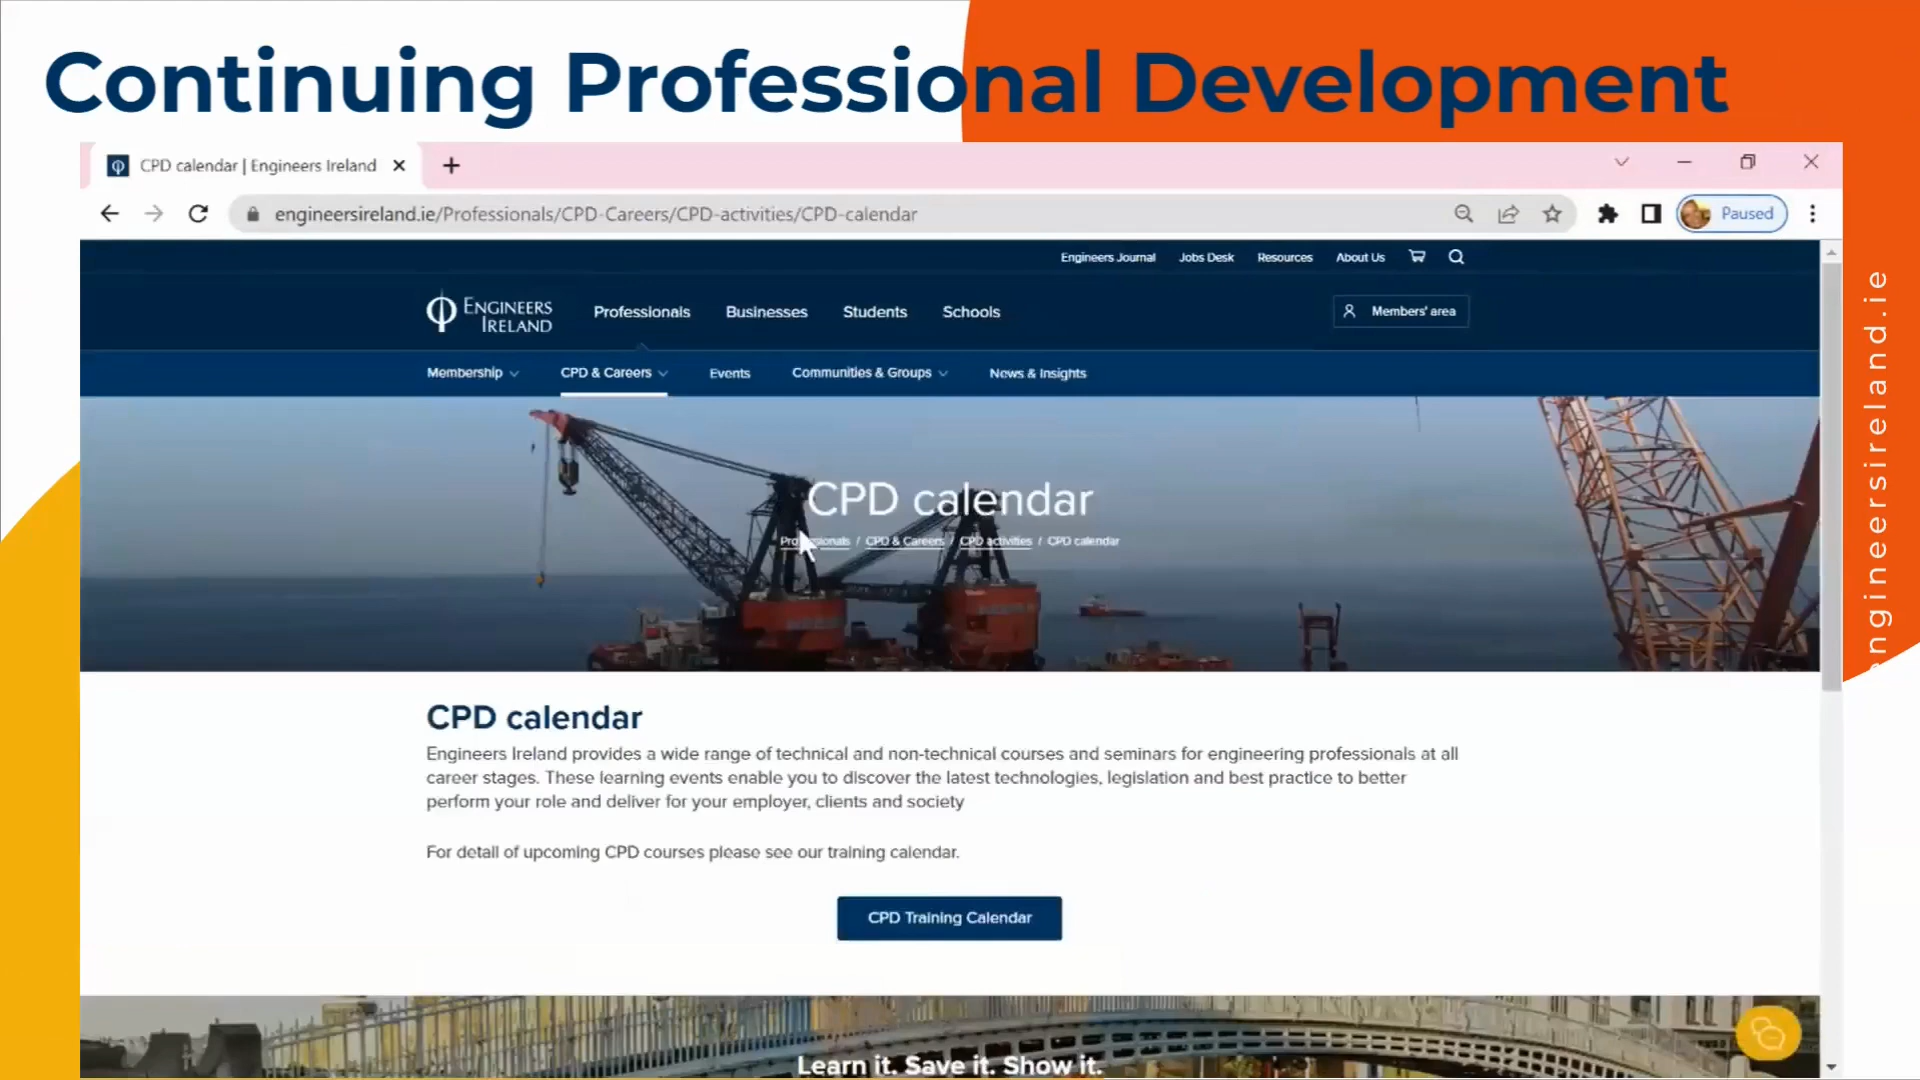 Continuing Professional Development
CPD calendar | Engineers Ireland
engineersireland.ie/Professionals/CPD-Careers/CPD-activities/CPD-calendar
Paused
Engineers Journal Jobs Desk Resources About Us
ENGINEERS IRELAND
Professionals Businesses Students Schools
Members' area
Membership CPD & Careers Events Communities & Groups News & Insights
CPD calendar
Professionals / CPD & Careers / CPD activities / CPD calendar
CPD calendar
Engineers Ireland provides a wide range of technical and non-technical courses and seminars for engineering professionals at all
career stages. These learning events enable you to discover the latest technologies, legislation and best practice to better
perform your role and deliver for your employer, clients and society
For detail of upcoming CPD courses please see our training calendar.
CPD Training Calendar
Learn it. Save it. Show it.
engineersireland.ie